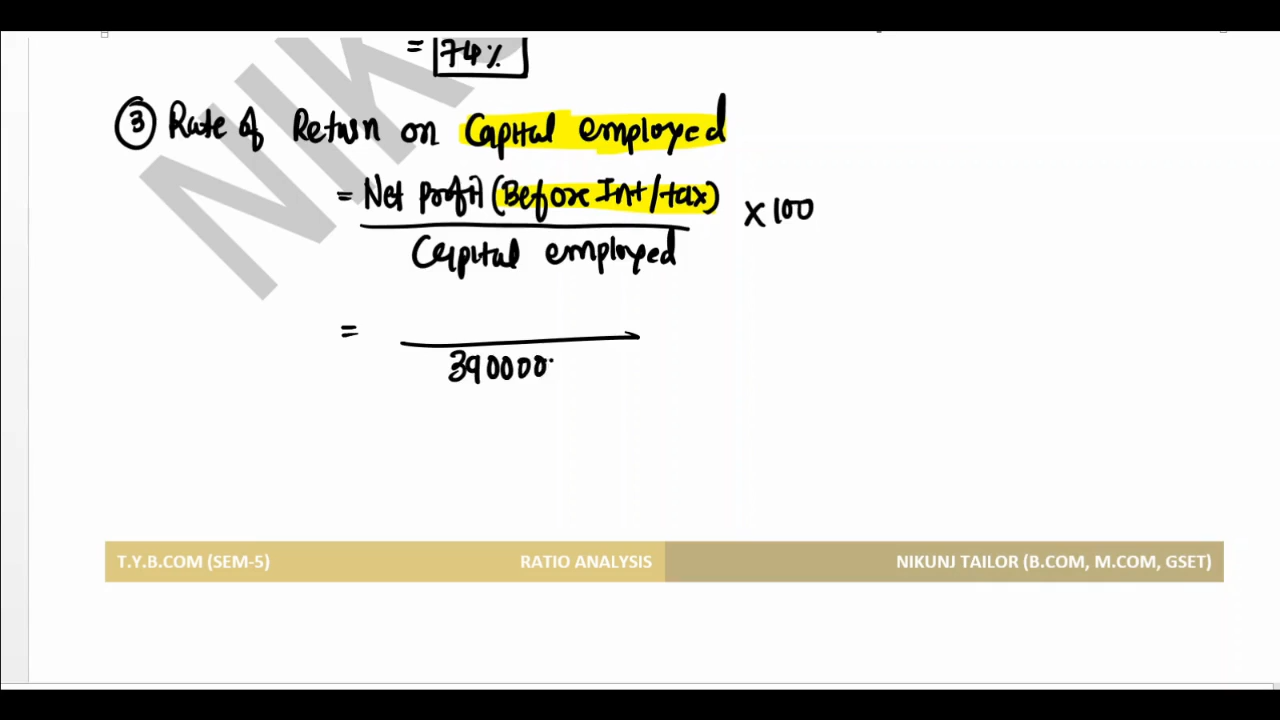 = 74%
③ Rate of Return on Capital employed
= Net profit (Before Int/tax) × 100
Capital employed
=
390000
NIK
T.Y.B.COM (SEM-5) RATIO ANALYSIS NIKUNJ TAILOR (B.COM, M.COM, GSET)